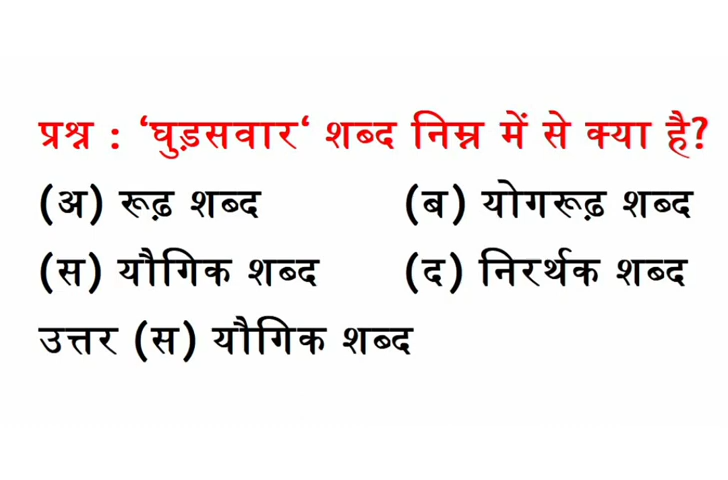 प्रश्न : ‘घुड़सवार‘ शब्द निम्न में से क्या है?
(अ) रूढ़ शब्द (ब) योगरूढ़ शब्द
(स) यौगिक शब्द (द) निरर्थक शब्द
उत्तर (स) यौगिक शब्द